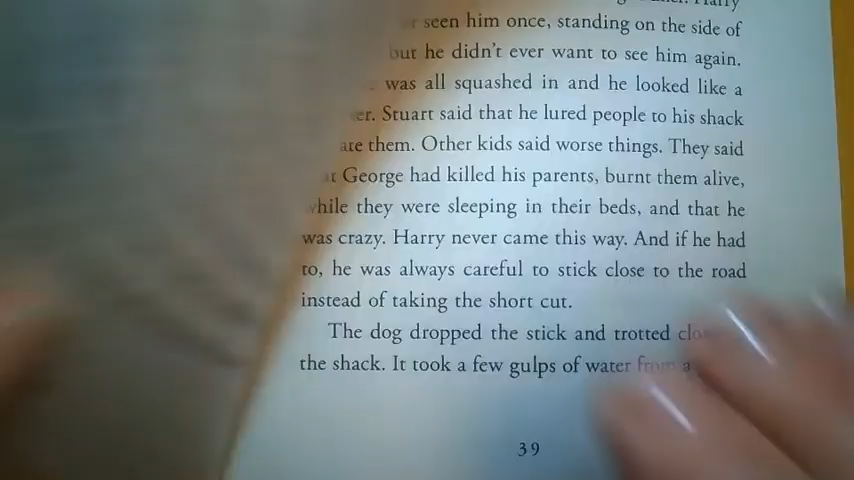 Harry
seen him once, standing on the side of
but he didn't ever want to see him again.
was all squashed in and he looked like a
Stuart said that he lured people to his shack
ate them. Other kids said worse things. They said
George had killed his parents, burnt them alive,
while they were sleeping in their beds, and that he
was crazy. Harry never came this way. And if he had
to, he was always careful to stick close to the road
instead of taking the short cut.
The dog dropped the stick and trotted
the shack. It took a few gulps of water from a
39